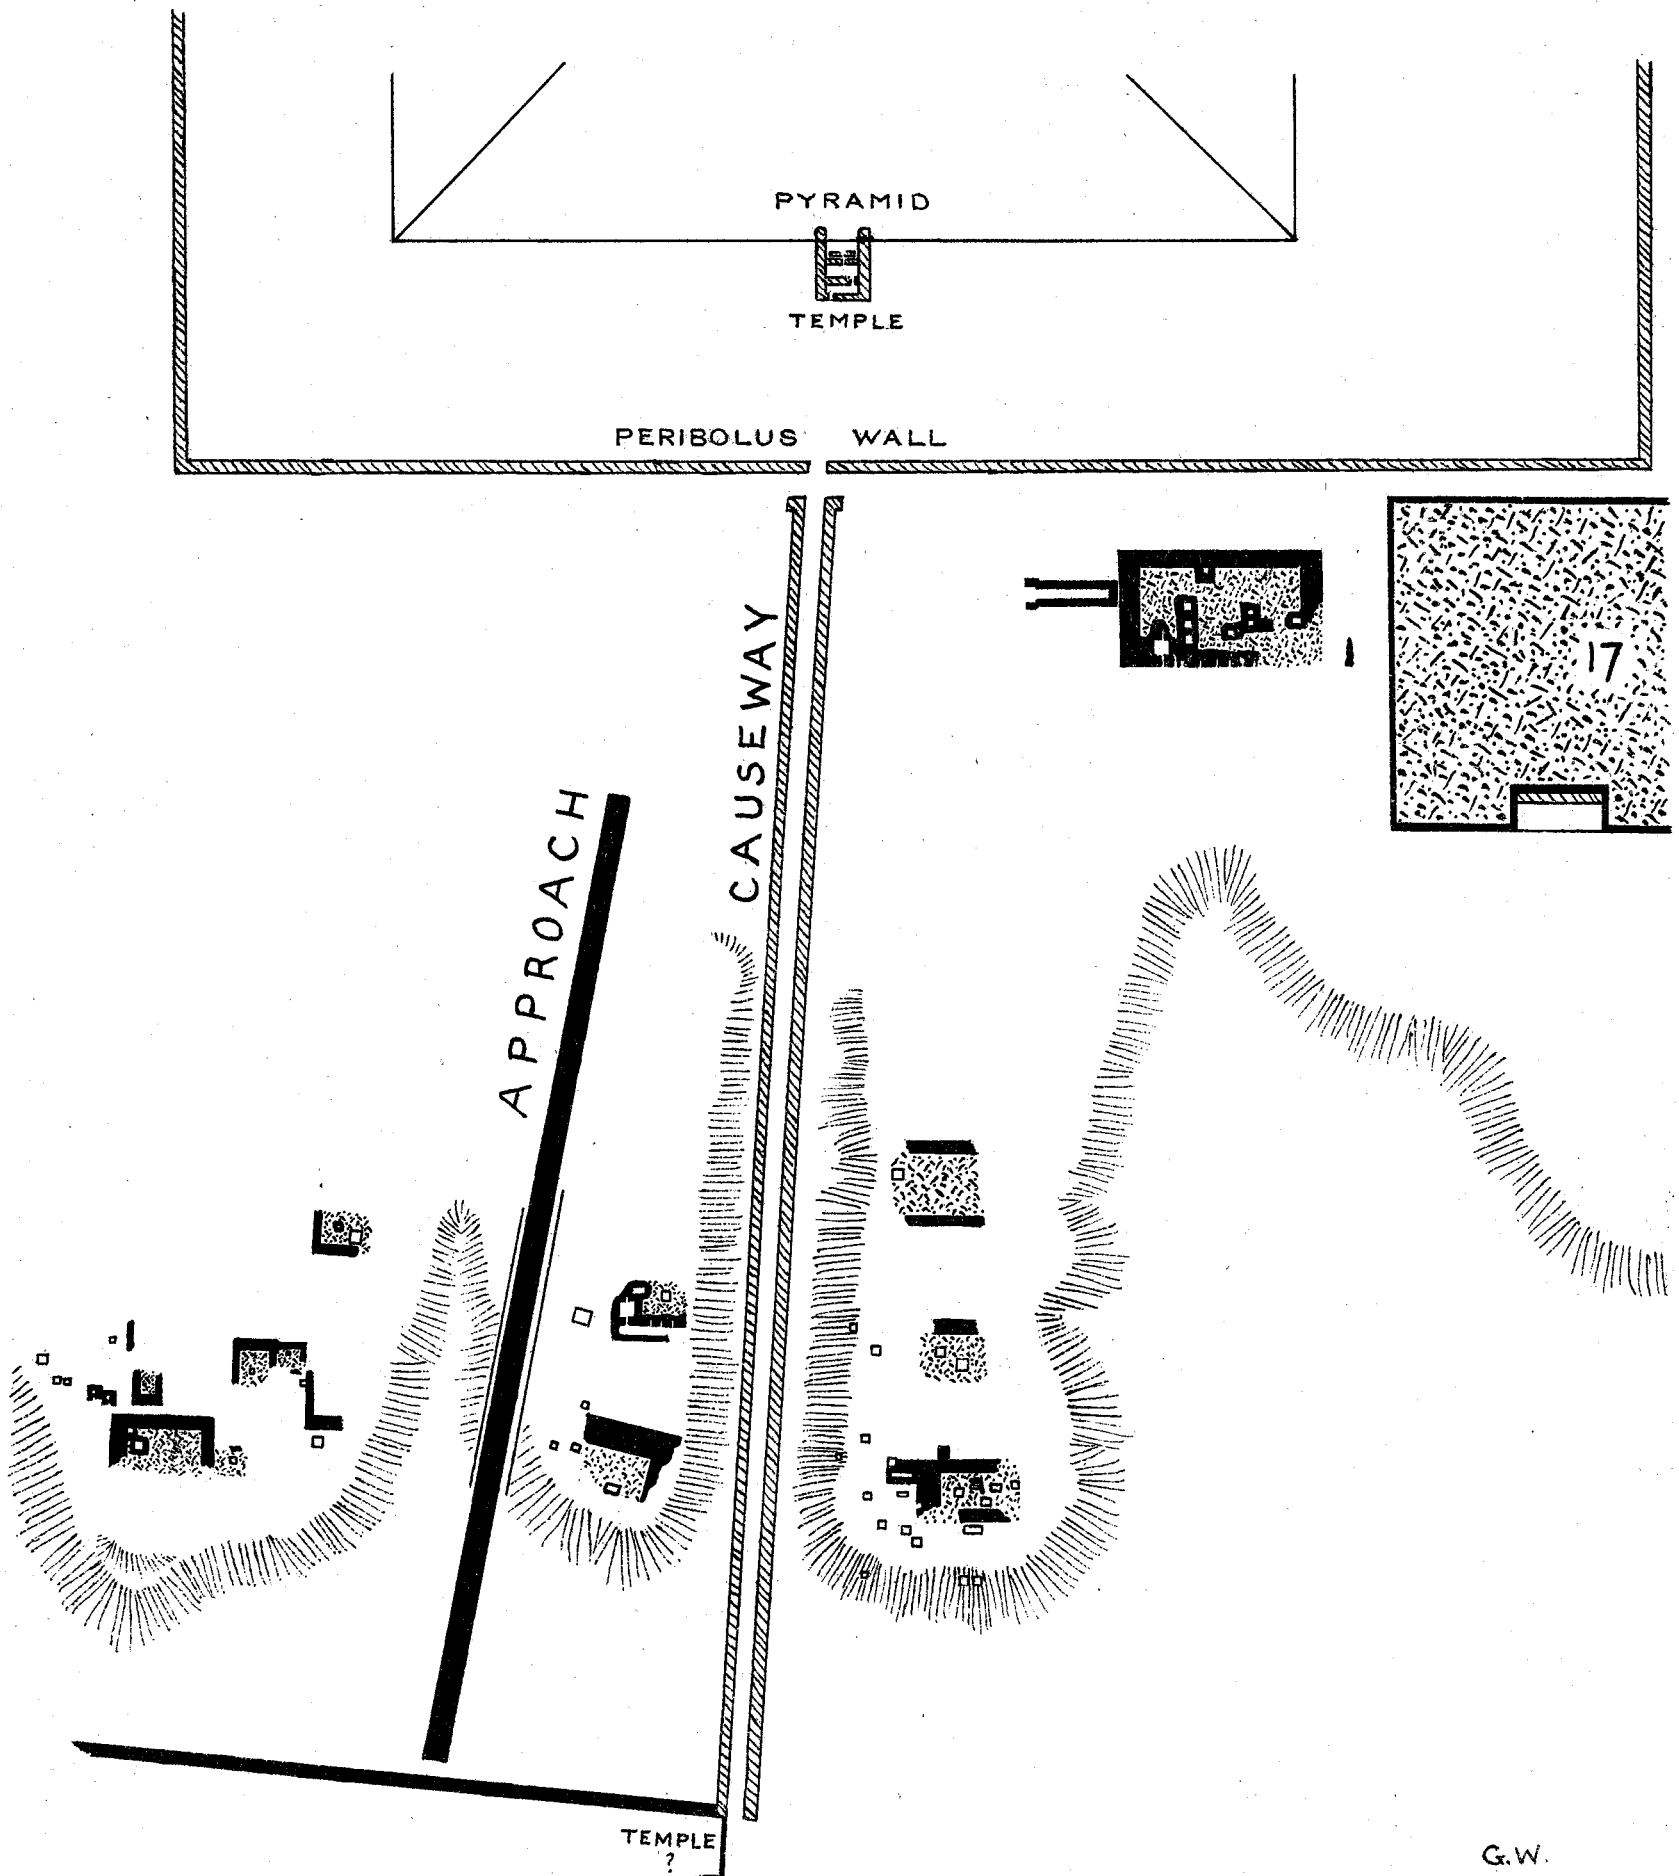 PYRAMID
TEMPLE
PERIBOLUS WALL
CAUSEWAY
17
APPROACH
TEMPLE
?
G.W.